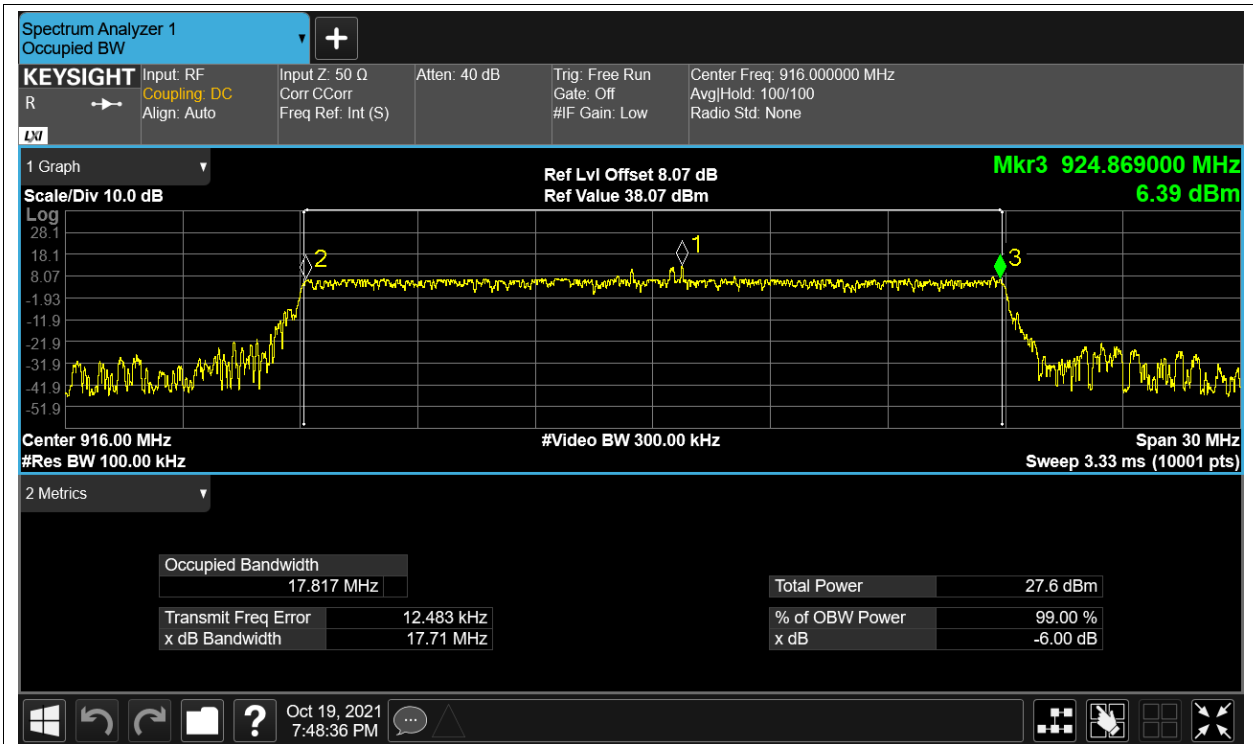 Spectrum Analyzer 1
Occupied BW
▼
+
KEYSIGHT
R
LXI
Input: RF
Coupling: DC
Align: Auto
Input Z: 50 Ω
Corr CCorr
Freq Ref: Int (S)
Atten: 40 dB
Trig: Free Run
Gate: Off
#IF Gain: Low
Center Freq: 916.000000 MHz
Avg|Hold: 100/100
Radio Std: None
1 Graph ▼
Scale/Div 10.0 dB
Ref Lvl Offset 8.07 dB
Ref Value 38.07 dBm
Mkr3 924.869000 MHz
6.39 dBm
Log
28.1
18.1
8.07
-1.93
-11.9
-21.9
-31.9
-41.9
-51.9
2
1
3
Center 916.00 MHz
#Video BW 300.00 kHz
Span 30 MHz
#Res BW 100.00 kHz
Sweep 3.33 ms (10001 pts)
2 Metrics ▼
Occupied Bandwidth
17.817 MHz
Transmit Freq Error 12.483 kHz
x dB Bandwidth 17.71 MHz
Total Power 27.6 dBm
% of OBW Power 99.00 %
x dB -6.00 dB
?
Oct 19, 2021
7:48:36 PM